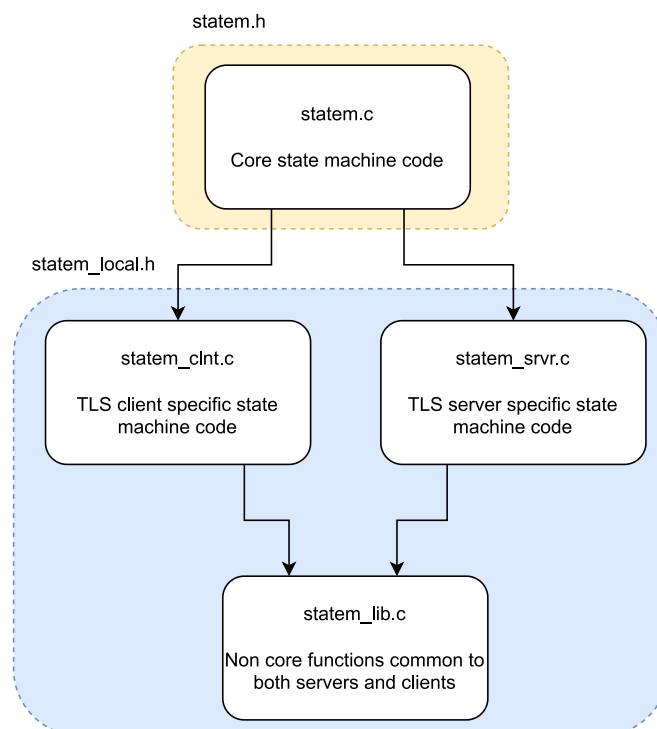 statem.h
statem.c
Core state machine code
statem_local.h
statem_clnt.c
TLS client specific state
machine code
statem_srvr.c
TLS server specific state
machine code
statem_lib.c
Non core functions common to
both servers and clients